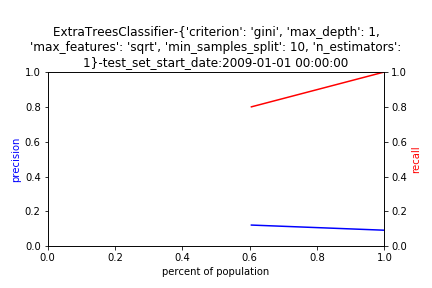 ExtraTreesClassifier-{'criterion': 'gini', 'max_depth': 1,
'max_features': 'sqrt', 'min_samples_split': 10, 'n_estimators':
1}-test_set_start_date:2009-01-01 00:00:00
1.0
0.8
0.6
0.4
0.2
0.0
precision
1.0
0.8
0.6
0.4
0.2
0.0
recall
0.0 0.2 0.4 0.6 0.8 1.0
percent of population